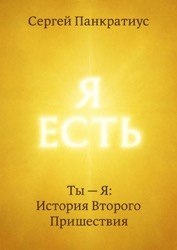 Сергей Панкратиус
Я
ЕСТЬ
Ты — Я:
История Второго
Пришествия